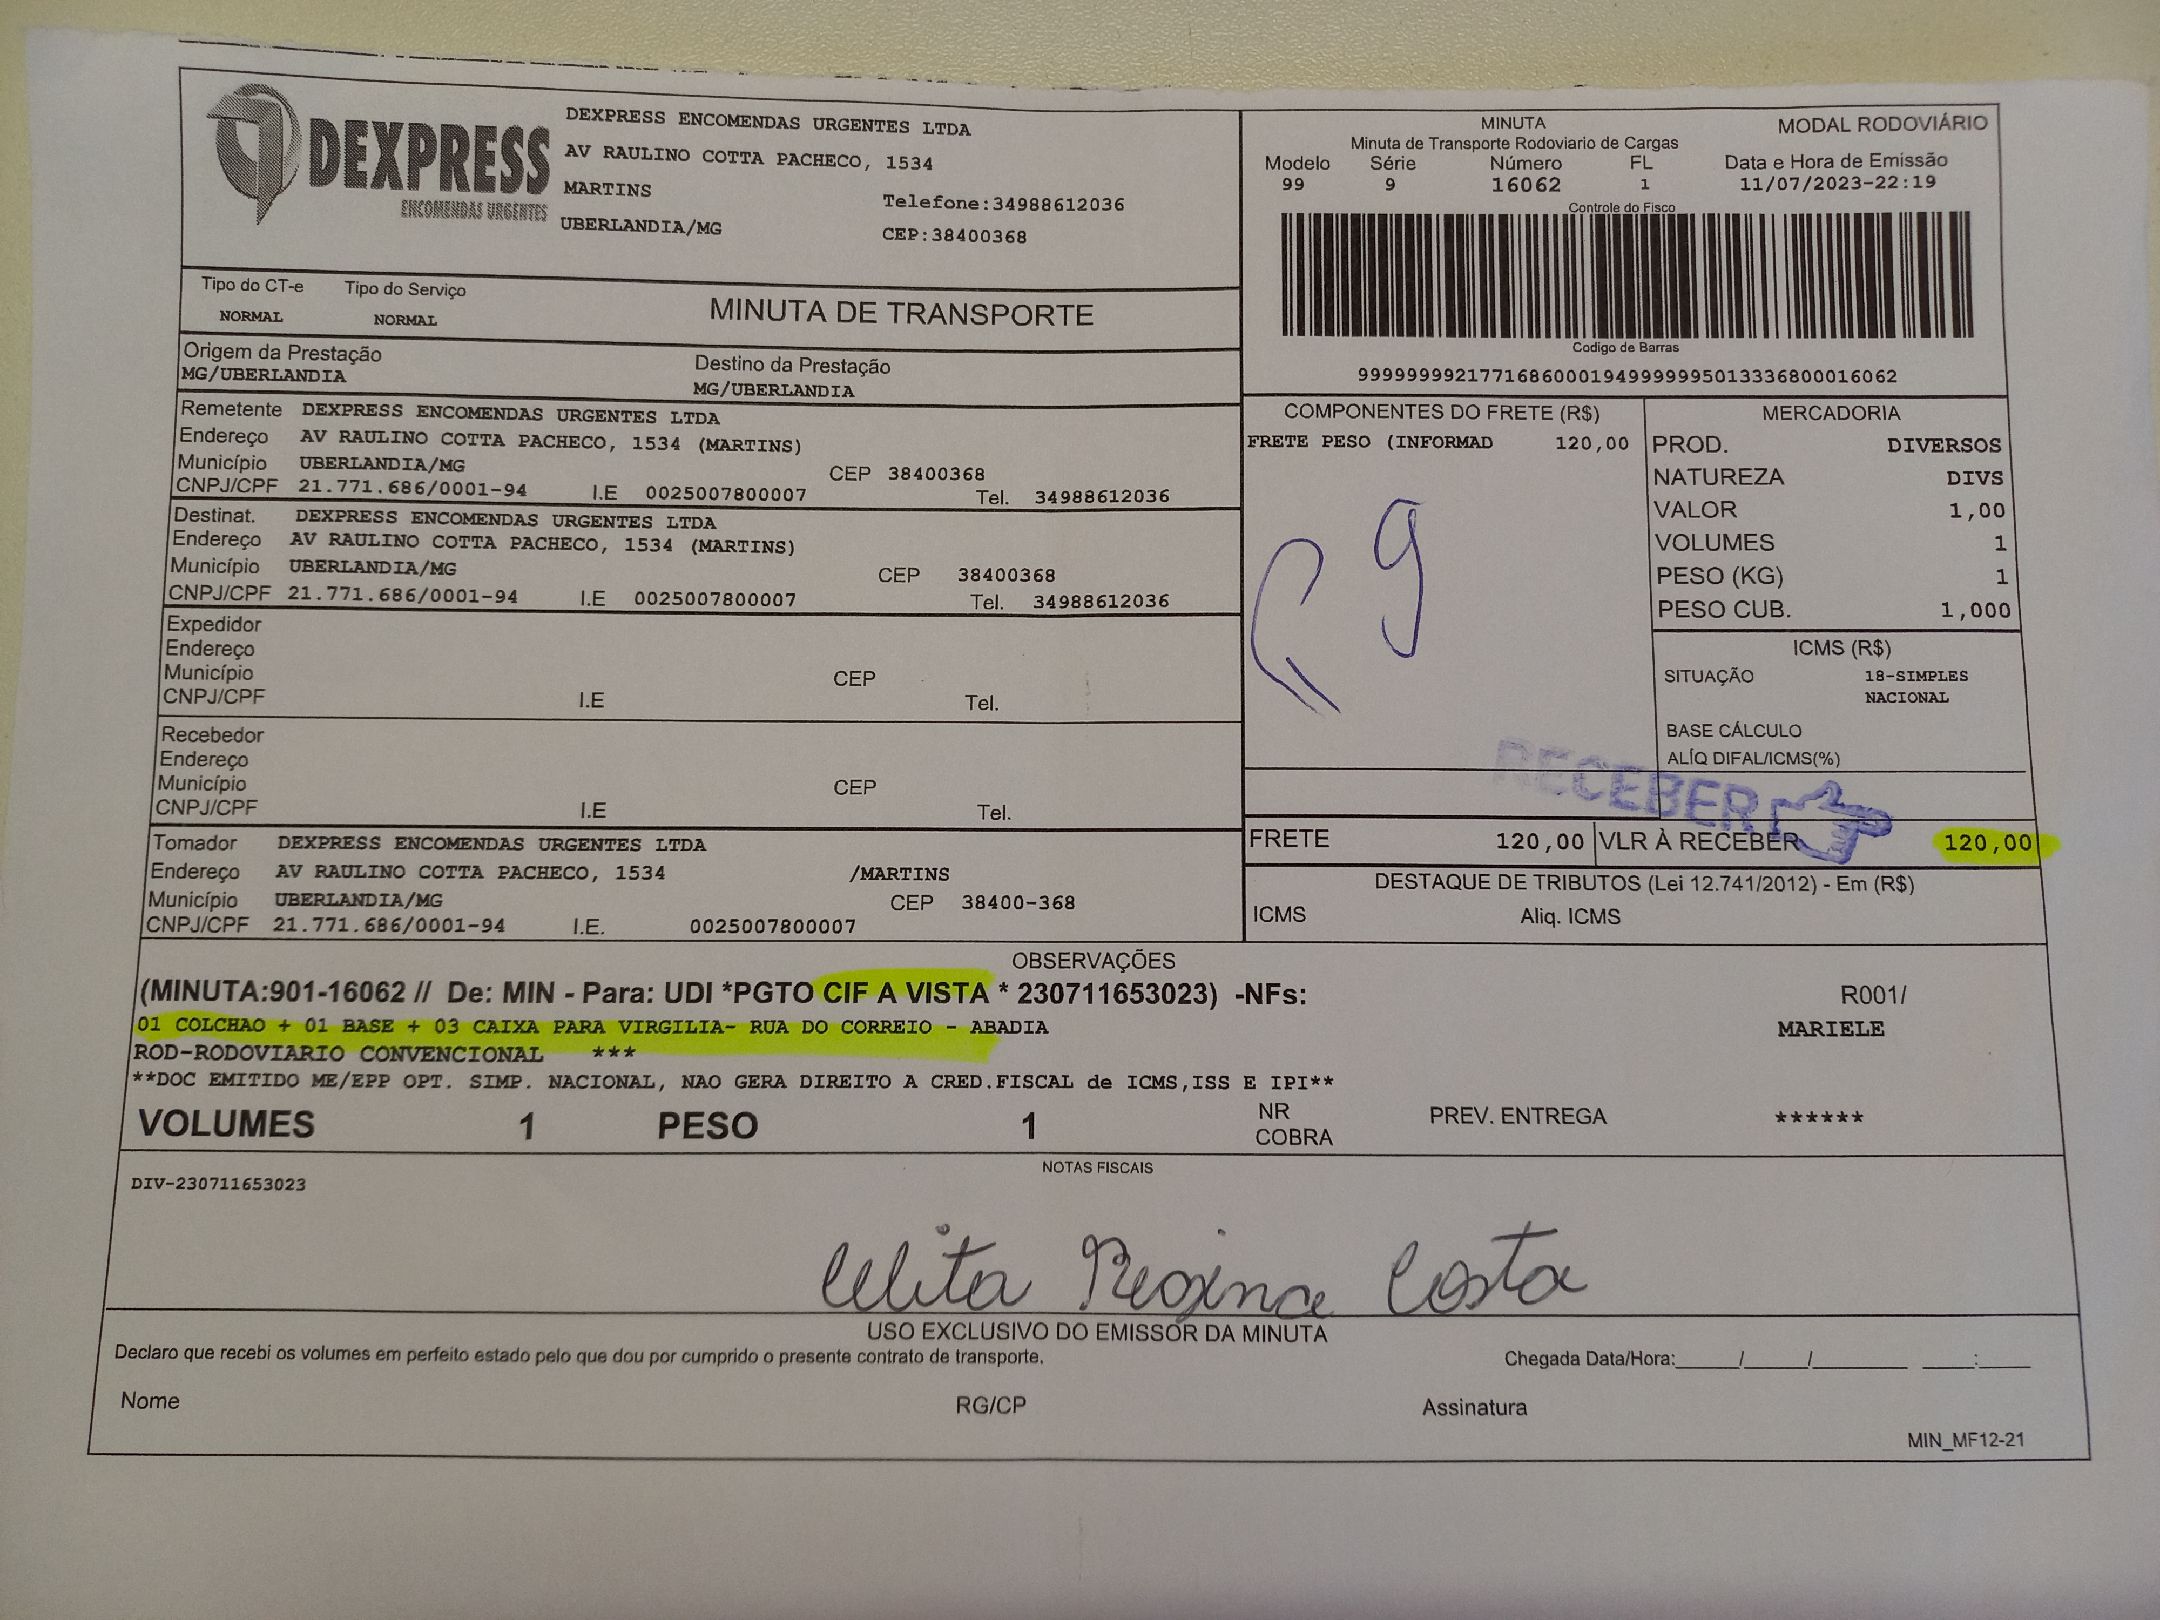 DEXPRESS
ENCOMENDAS URGENTES
DEXPRESS ENCOMENDAS URGENTES LTDA
AV RAULINO COTTA PACHECO, 1534
MARTINS
Telefone:34988612036
UBERLANDIA/MG
CEP:38400368
MINUTA
MODAL RODOVIÁRIO
Minuta de Transporte Rodoviario de Cargas
Modelo Série Número FL Data e Hora de Emissão
99 9 16062 1 11/07/2023-22:19
Controle do Fisco
Codigo de Barras
99999999217716860001949999999501333680001606​2
Tipo do CT-e Tipo do Serviço
NORMAL NORMAL
MINUTA DE TRANSPORTE
Origem da Prestação Destino da Prestação
MG/UBERLANDIA MG/UBERLANDIA
Remetente DEXPRESS ENCOMENDAS URGENTES LTDA
Endereço AV RAULINO COTTA PACHECO, 1534 (MARTINS)
Município UBERLANDIA/MG CEP 38400368
CNPJ/CPF 21.771.686/0001-94 I.E 0025007800007 Tel. 34988612036
Destinat. DEXPRESS ENCOMENDAS URGENTES LTDA
Endereço AV RAULINO COTTA PACHECO, 1534 (MARTINS)
Município UBERLANDIA/MG CEP 38400368
CNPJ/CPF 21.771.686/0001-94 I.E 0025007800007 Tel. 34988612036
Expedidor
Endereço
Município CEP
CNPJ/CPF I.E Tel.
Recebedor
Endereço
Município CEP
CNPJ/CPF I.E Tel.
Tomador DEXPRESS ENCOMENDAS URGENTES LTDA
Endereço AV RAULINO COTTA PACHECO, 1534 /MARTINS
Município UBERLANDIA/MG CEP 38400-368
CNPJ/CPF 21.771.686/0001-94 I.E. 0025007800007
COMPONENTES DO FRETE (R$)
FRETE PESO (INFORMAD 120,00
MERCADORIA
PROD. DIVERSOS
NATUREZA DIVS
VALOR 1,00
VOLUMES 1
PESO (KG) 1
PESO CUB. 1,000
ICMS (R$)
SITUAÇÃO 18-SIMPLES
NACIONAL
BASE CÁLCULO
ALÍQ DIFAL/ICMS(%)
RECEBER
FRETE 120,00 VLR À RECEBER 120,00
DESTAQUE DE TRIBUTOS (Lei 12.741/2012) - Em (R$)
ICMS Aliq. ICMS
OBSERVAÇÕES
(MINUTA:901-16062 // De: MIN - Para: UDI *PGTO CIF A VISTA * 230711653023) -NFs: R001/
01 COLCHAO + 01 BASE + 03 CAIXA PARA VIRGILIA- RUA DO CORREIO - ABADIA MARIELE
ROD-RODOVIARIO CONVENCIONAL ***
**DOC EMITIDO ME/EPP OPT. SIMP. NACIONAL, NAO GERA DIREITO A CRED.FISCAL de ICMS,ISS E IPI**
VOLUMES 1 PESO 1 NR COBRA PREV. ENTREGA ******
NOTAS FISCAIS
DIV-230711653023
Celita Regina Costa
USO EXCLUSIVO DO EMISSOR DA MINUTA
Declaro que recebi os volumes em perfeito estado pelo que dou por cumprido o presente contrato de transporte. Chegada Data/Hora:_____/_____/_______ ____:____
Nome RG/CP Assinatura
MIN_MF12-21